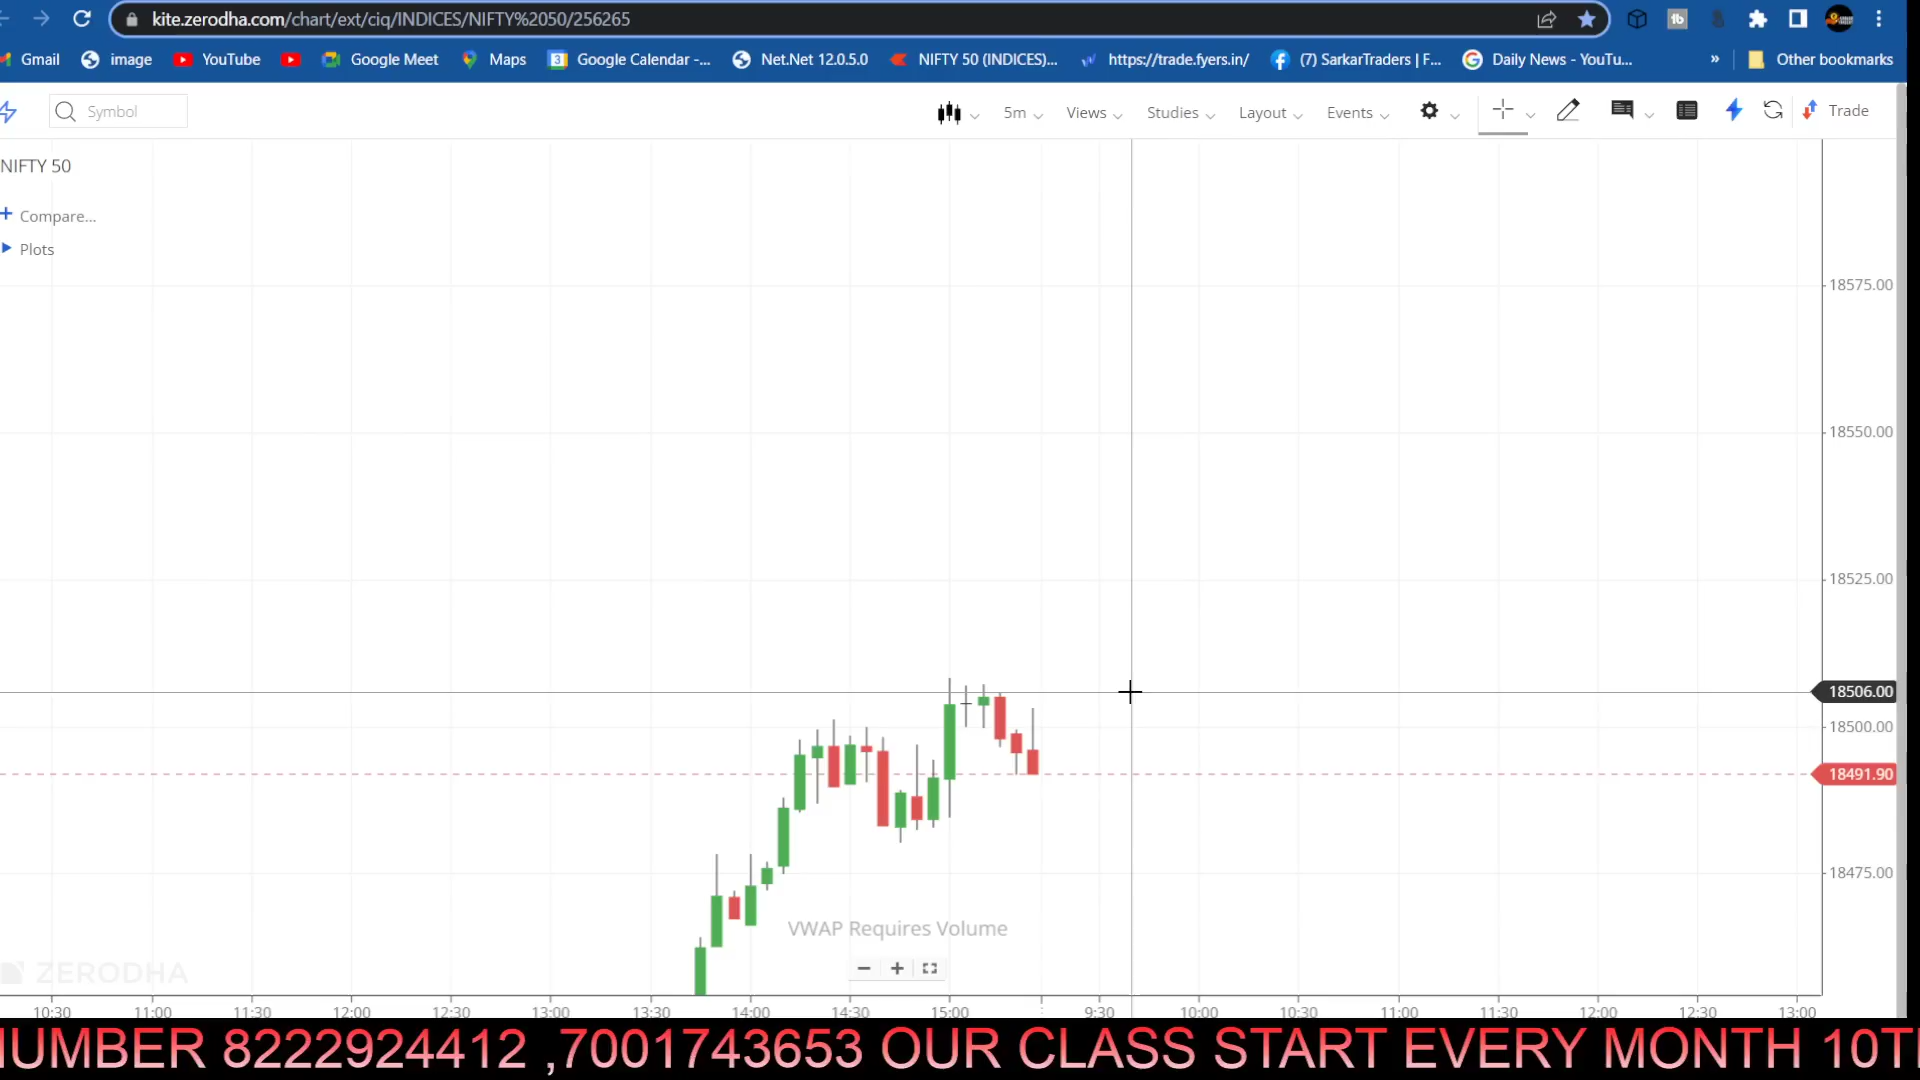 kite.zerodha.com/chart/ext/ciq/INDICES/NIFTY%2050/256265
Gmail image YouTube Google Meet Maps Google Calendar -... Net.Net 12.0.5.0 NIFTY 50 (INDICES)... https://trade.fyers.in/ (7) SarkarTraders | F... Daily News - YouTu... » Other bookmarks
Symbol 5m Views Studies Layout Events Trade
NIFTY 50
+ Compare...
Plots
18575.00
18550.00
18525.00
18506.00
18500.00
18491.90
18475.00
VWAP Requires Volume
ZERODHA
10:30 11:00 11:30 12:00 12:30 13:00 13:30 14:00 14:30 15:00 9:30 10:00 10:30 11:00 11:30 12:00 12:30 13:00
NUMBER 8222924412 ,7001743653 OUR CLASS START EVERY MONTH 10T